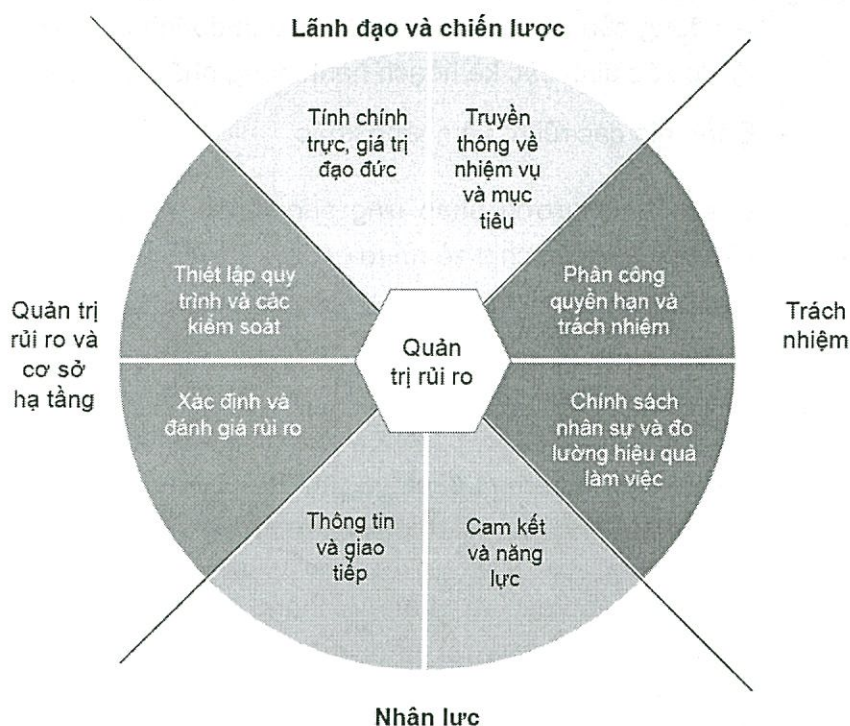 Lãnh đạo và chiến lược
Tính chính
trực, giá trị
đạo đức
Truyền
thông về
nhiệm vụ
và mục
tiêu
Thiết lập quy
trình và các
kiểm soát
Phân công
quyền hạn và
trách nhiệm
Quản trị
rủi ro và
cơ sở
hạ tầng
Quản
trị rủi ro
Trách
nhiệm
Xác định và
đánh giá rủi ro
Chính sách
nhân sự và đo
lường hiệu quả
làm việc
Thông tin
và giao
tiếp
Cam kết
và năng
lực
Nhân lực